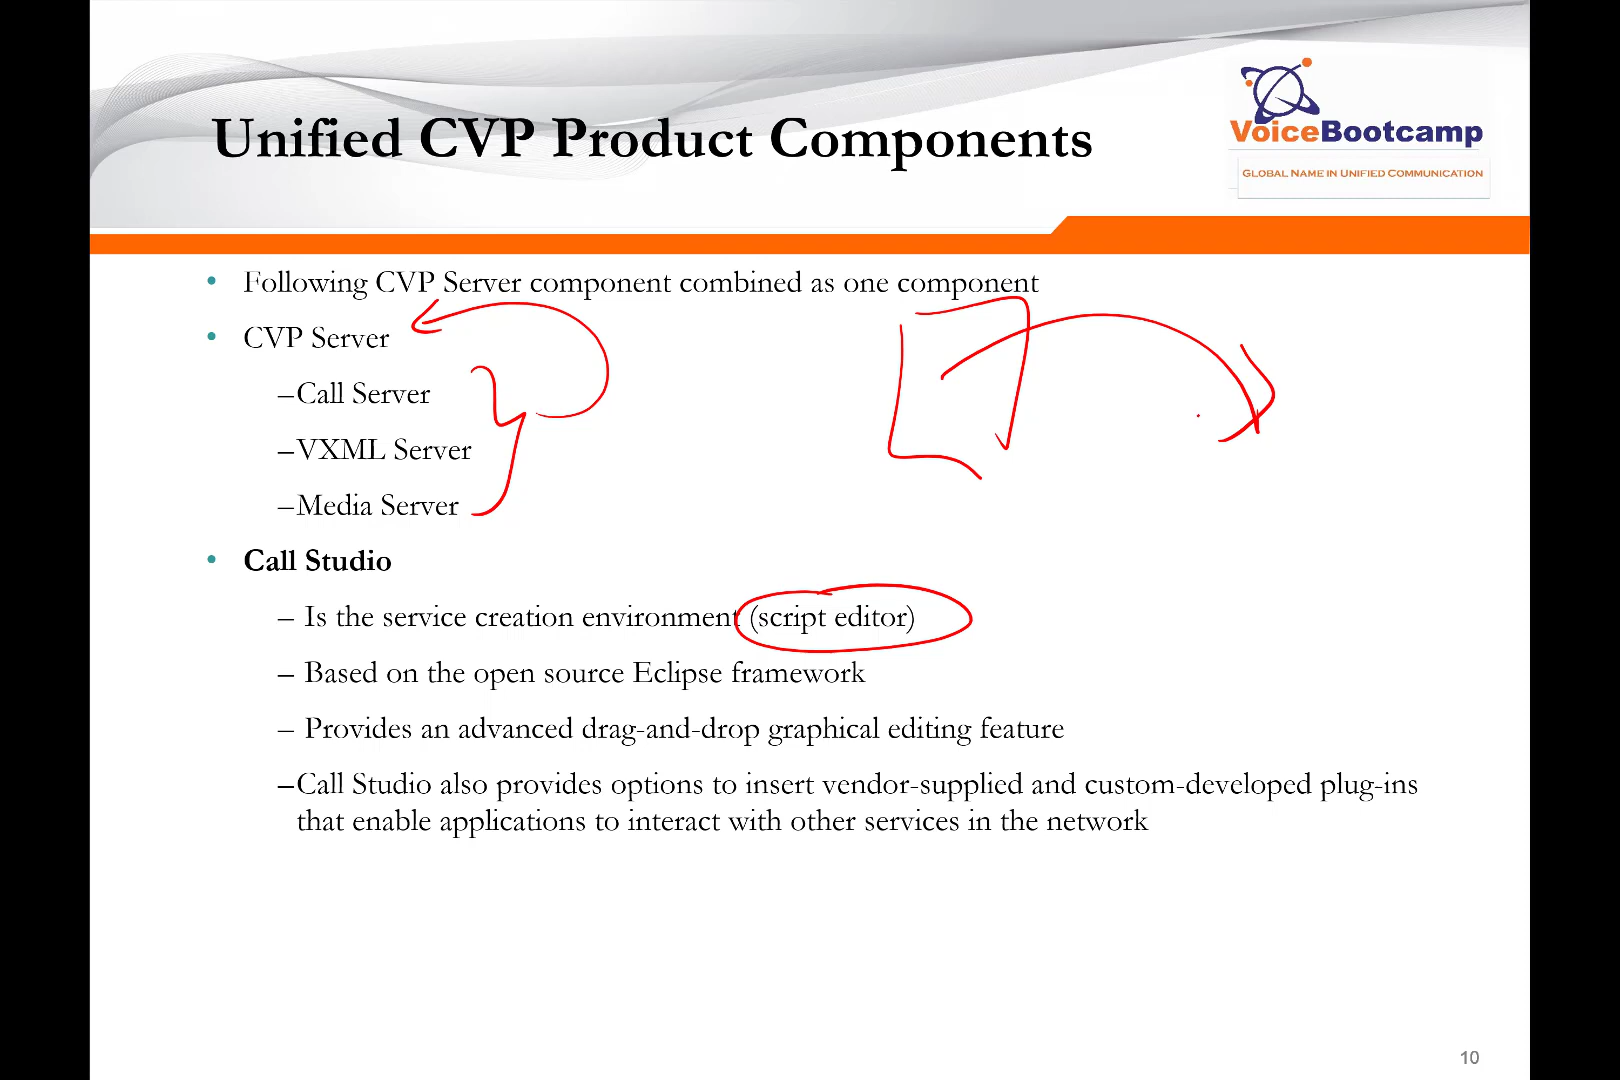 Unified CVP Product Components
VoiceBootcamp
GLOBAL NAME IN UNIFIED COMMUNICATION
• Following CVP Server component combined as one component
• CVP Server
–Call Server
–VXML Server
–Media Server
• Call Studio
– Is the service creation environment (script editor)
– Based on the open source Eclipse framework
– Provides an advanced drag-and-drop graphical editing feature
–Call Studio also provides options to insert vendor-supplied and custom-developed plug-ins
that enable applications to interact with other services in the network
10